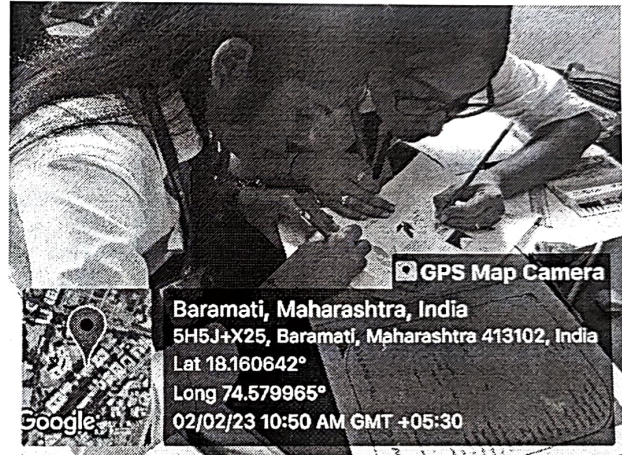 GPS Map Camera
Baramati, Maharashtra, India
5H5J+X25, Baramati, Maharashtra 413102, India
Lat 18.160642°
Long 74.579965°
02/02/23 10:50 AM GMT +05:30
Google